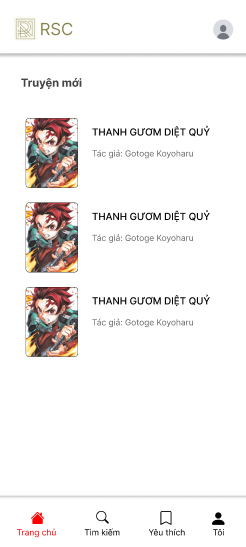 RSC
Truyện mới
THANH GƯƠM DIỆT QUỶ
Tác giả: Gotoge Koyoharu
THANH GƯƠM DIỆT QUỶ
Tác giả: Gotoge Koyoharu
THANH GƯƠM DIỆT QUỶ
Tác giả: Gotoge Koyoharu
Trang chủ Tìm kiếm Yêu thích Tôi